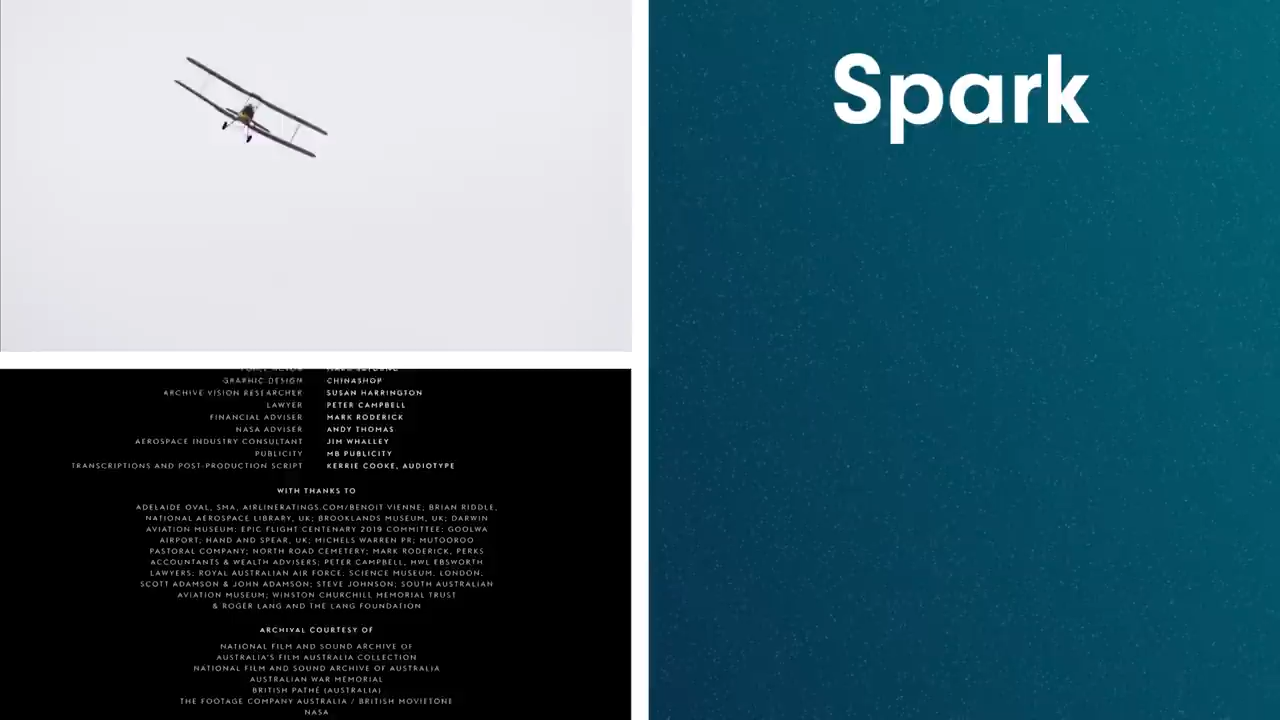 Spark
GRAPHIC DESIGN CHINASHOP
ARCHIVE VISION RESEARCHER SUSAN HARRINGTON
LAWYER PETER CAMPBELL
FINANCIAL ADVISER MARK RODERICK
NASA ADVISER ANDY THOMAS
AEROSPACE INDUSTRY CONSULTANT JIM WHALLEY
PUBLICITY MB PUBLICITY
TRANSCRIPTIONS AND POST-PRODUCTION SCRIPT KERRIE COOKE, AUDIOTYPE
WITH THANKS TO
ADELAIDE OVAL, SMA, AIRLINERATINGS.COM/BENOIT VIENNE; BRIAN RIDDLE,
NATIONAL AEROSPACE LIBRARY, UK; BROOKLANDS MUSEUM, UK; DARWIN
AVIATION MUSEUM; EPIC FLIGHT CENTENARY 2019 COMMITTEE; GOOLWA
AIRPORT; HAND AND SPEAR, UK; MICHELS WARREN PR; MUTOOROO
PASTORAL COMPANY; NORTH ROAD CEMETERY; MARK RODERICK, PERKS
ACCOUNTANTS & WEALTH ADVISERS; PETER CAMPBELL, HWL EBSWORTH
LAWYERS; ROYAL AUSTRALIAN AIR FORCE; SCIENCE MUSEUM, LONDON,
SCOTT ADAMSON & JOHN ADAMSON; STEVE JOHNSON; SOUTH AUSTRALIAN
AVIATION MUSEUM; WINSTON CHURCHILL MEMORIAL TRUST
& ROGER LANG AND THE LANG FOUNDATION
ARCHIVAL COURTESY OF
NATIONAL FILM AND SOUND ARCHIVE OF
AUSTRALIA'S FILM AUSTRALIA COLLECTION
NATIONAL FILM AND SOUND ARCHIVE OF AUSTRALIA
AUSTRALIAN WAR MEMORIAL
BRITISH PATHÉ (AUSTRALIA)
THE FOOTAGE COMPANY AUSTRALIA / BRITISH MOVIETONE
NASA